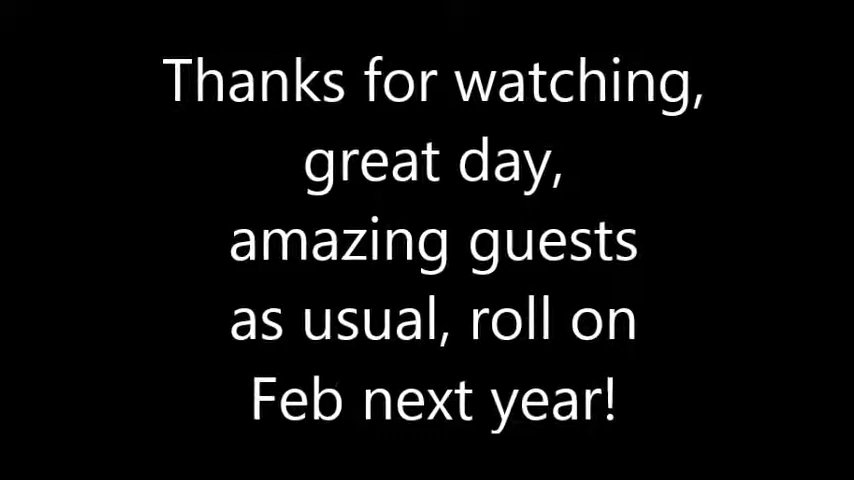 Thanks for watching,
great day,
amazing guests
as usual, roll on
Feb next year!